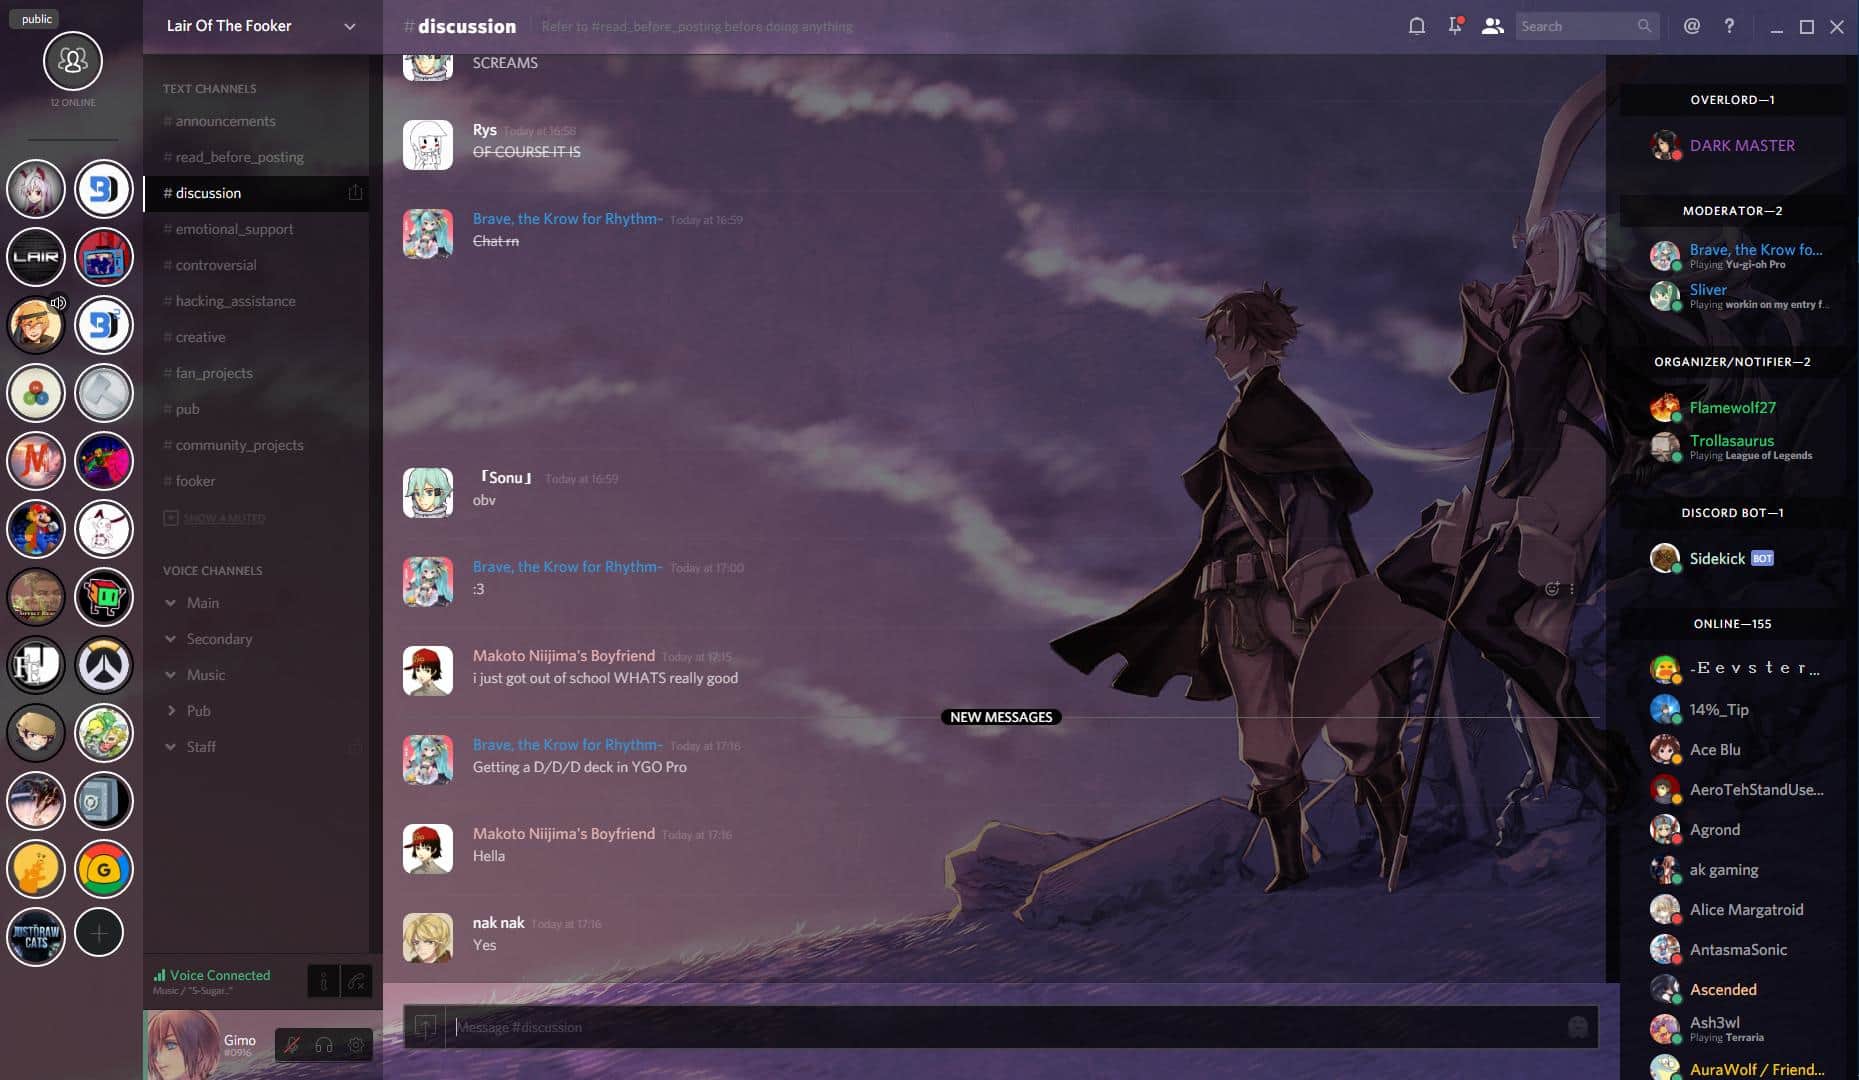 public
12 ONLINE
LAIR
JUST DRAW
CATS
Lair Of The Fooker
TEXT CHANNELS
# announcements
# read_before_posting
# discussion
# emotional_support
# controversial
# hacking_assistance
# creative
# fan_projects
# pub
# community_projects
# fooker
SHOW 4 MUTED
VOICE CHANNELS
Main
Secondary
Music
Pub
Staff
Voice Connected
Music / "S-Sugar.."
Gimo
#0916
# discussion
Refer to #read_before_posting before doing anything
Search
SCREAMS
Rys Today at 16:58
OF COURSE IT IS
Brave, the Krow for Rhythm~ Today at 16:59
Chat rn
「Sonu」 Today at 16:59
obv
Brave, the Krow for Rhythm~ Today at 17:00
:3
Makoto Niijima's Boyfriend Today at 17:15
i just got out of school WHATS really good
NEW MESSAGES
Brave, the Krow for Rhythm~ Today at 17:16
Getting a D/D/D deck in YGO Pro
Makoto Niijima's Boyfriend Today at 17:16
Hella
nak nak Today at 17:16
Yes
Message #discussion
OVERLORD—1
DARK MASTER
MODERATOR—2
Brave, the Krow fo...
Playing Yu-gi-oh Pro
Sliver
Playing workin on my entry f...
ORGANIZER/NOTIFIER—2
Flamewolf27
Trollasaurus
Playing League of Legends
DISCORD BOT—1
Sidekick BOT
ONLINE—155
-Ｅｅｖｓｔｅｒ...
14%_Tip
Ace Blu
AeroTehStandUse...
Agrond
ak gaming
Alice Margatroid
AntasmaSonic
Ascended
Ash3wl
Playing Terraria
AuraWolf / Friend...